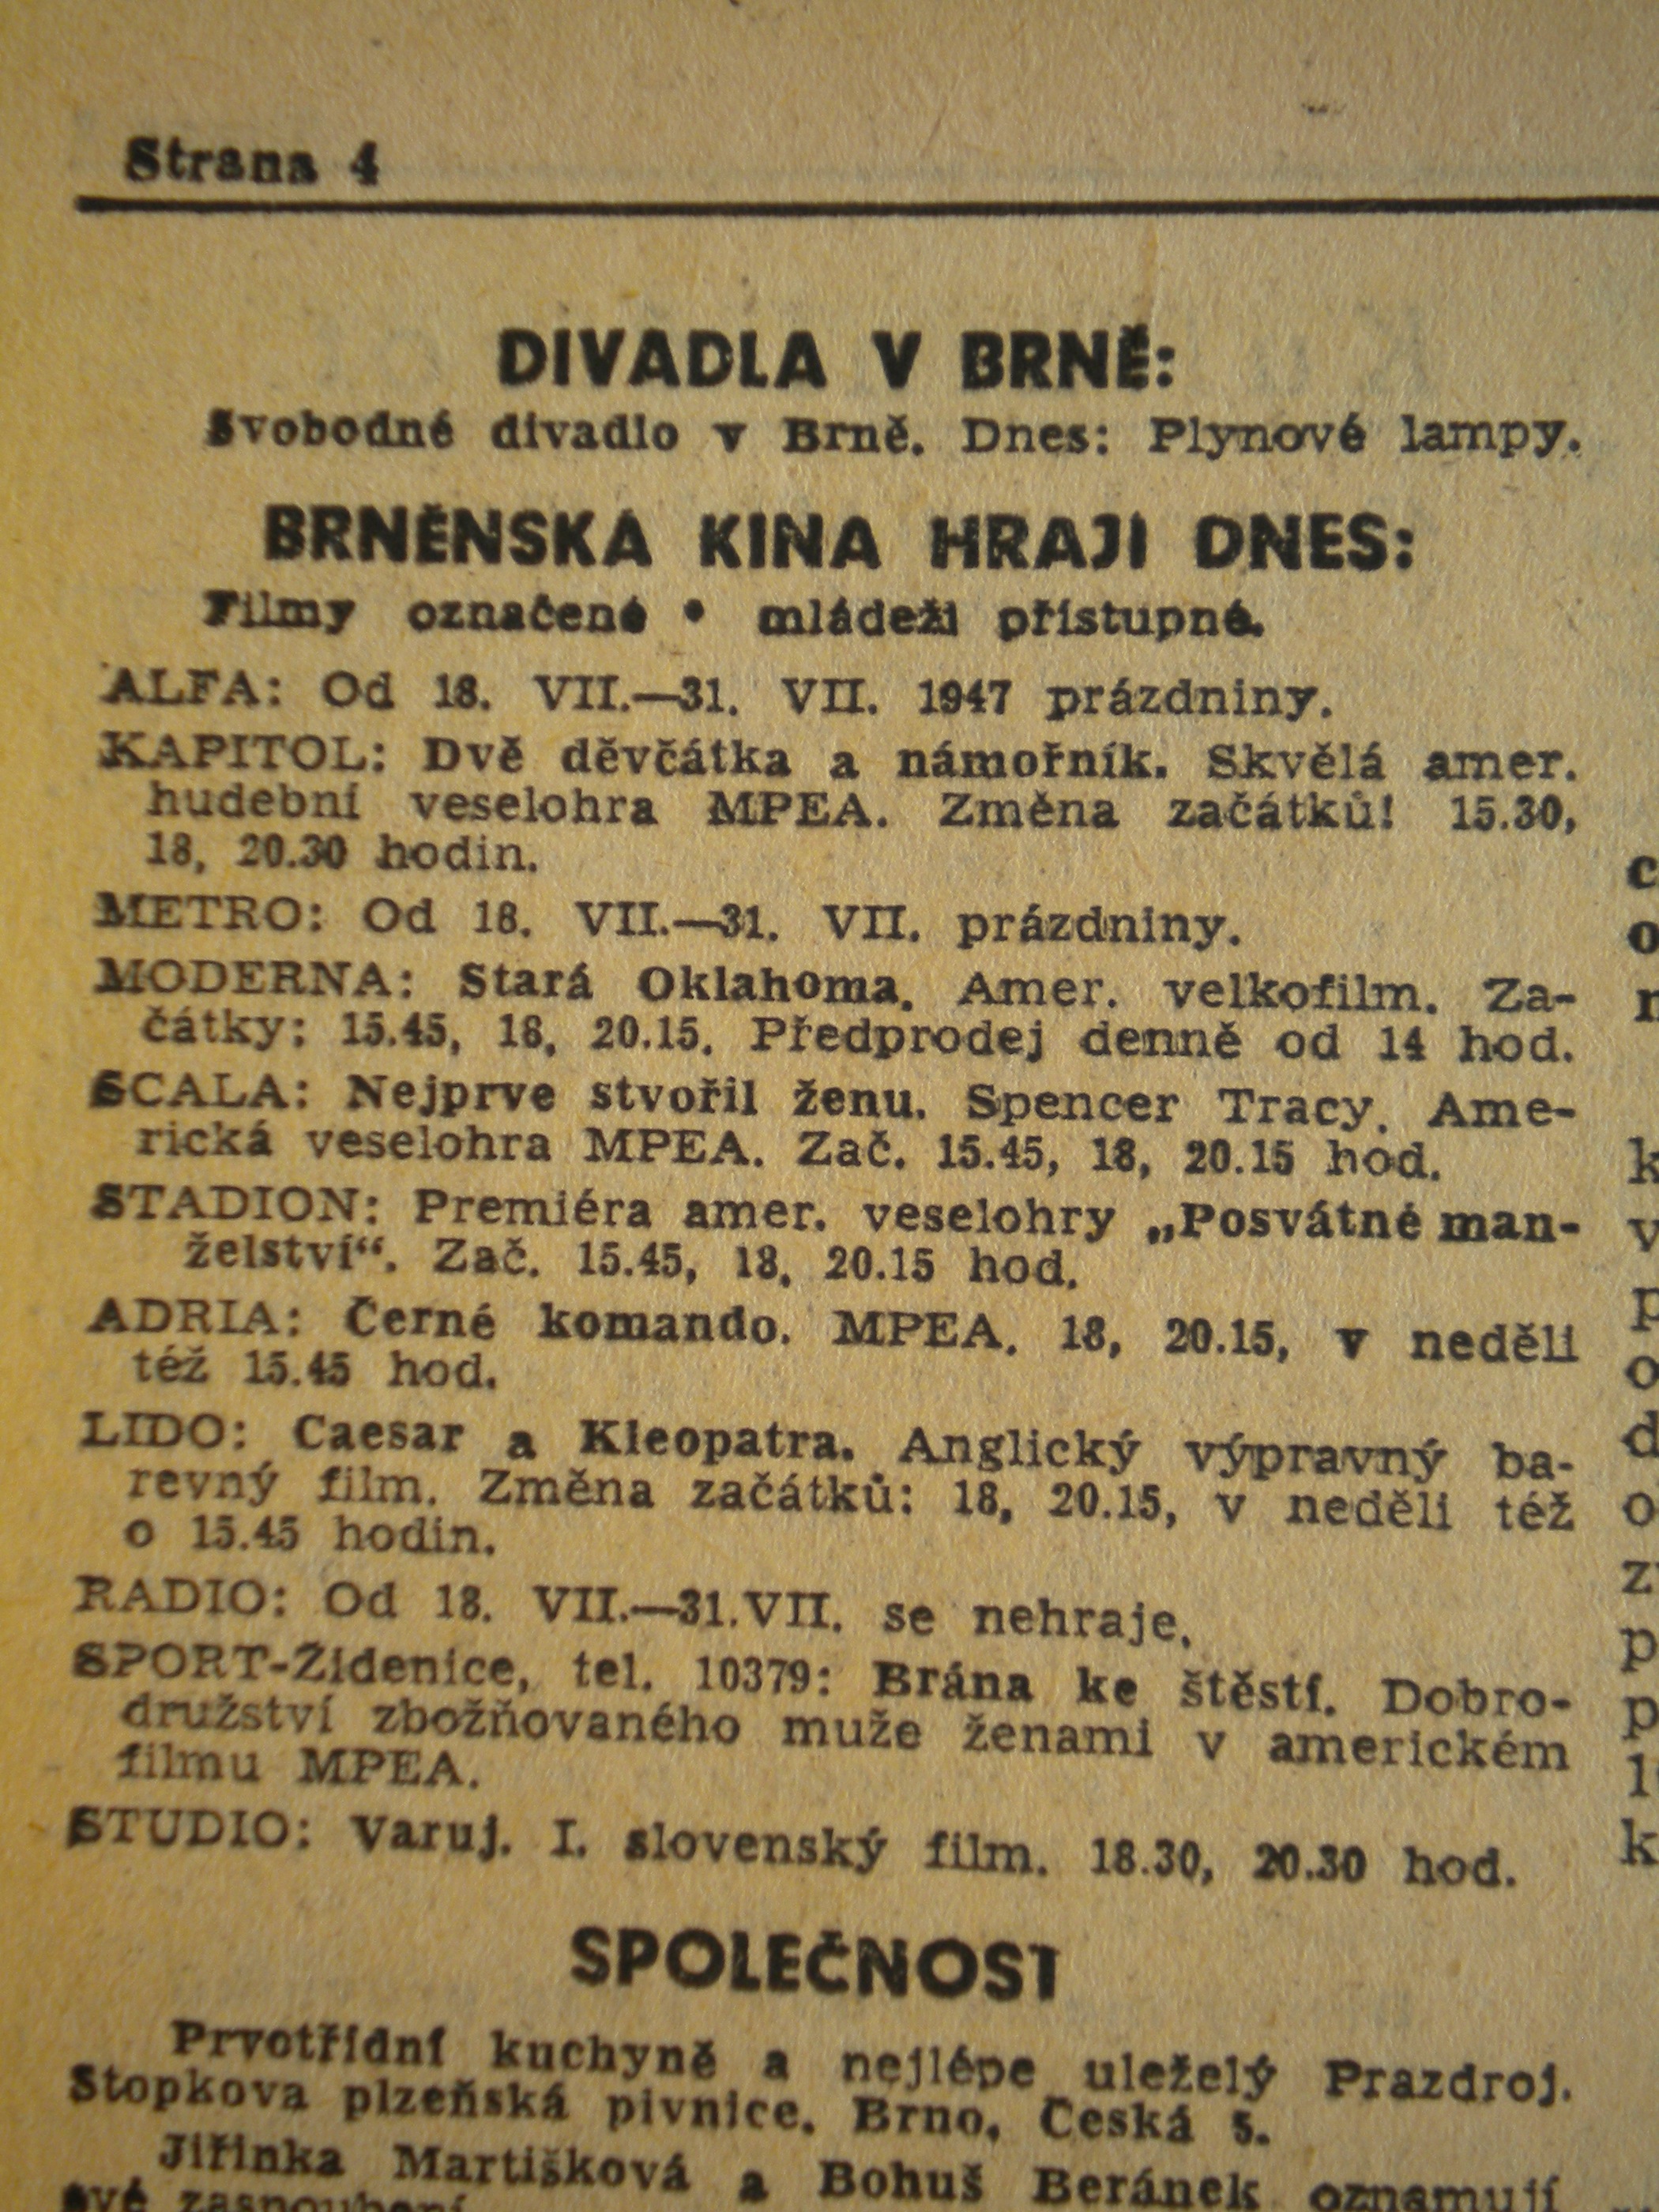 Strana 4
DIVADLA V BRNĚ:
Svobodné divadlo v Brně. Dnes: Plynové lampy.
BRNĚNSKA KINA HRAJI DNES:
Filmy označené • mládeži přístupné.
ALFA: Od 18. VII.—31. VII. 1947 prázdniny.
KAPITOL: Dvě děvčátka a námořník. Skvělá amer.
hudební veselohra MPEA. Změna začátků! 15.30,
18, 20.30 hodin.
METRO: Od 18. VII.—31. VII. prázdniny.
MODERNA: Stará Oklahoma. Amer. velkofilm. Za-
čátky: 15.45, 18, 20.15. Předprodej denně od 14 hod.
SCALA: Nejprve stvořil ženu. Spencer Tracy. Ame-
rická veselohra MPEA. Zač. 15.45, 18, 20.15 hod.
STADION: Premiéra amer. veselohry „Posvátné man-
želství“. Zač. 15.45, 18, 20.15 hod.
ADRIA: Černé komando. MPEA. 18, 20.15, v neděli
též 15.45 hod.
LIDO: Caesar a Kleopatra. Anglický výpravný ba-
revný film. Změna začátků: 18, 20.15, v neděli též
o 15.45 hodin.
RADIO: Od 18. VII.—31.VII. se nehraje.
SPORT-Židenice, tel. 10379: Brána ke štěstí. Dobro-
družství zbožňovaného muže ženami v americkém
filmu MPEA.
STUDIO: Varuj. I. slovenský film. 18.30, 20.30 hod.
SPOLEČNOST
Prvotřídní kuchyně a nejlépe uleželý Prazdroj.
Stopkova plzeňská pivnice, Brno, Česká 5.
Jiřinka Martišková a Bohuš Beránek oznamují
své zasnoubení